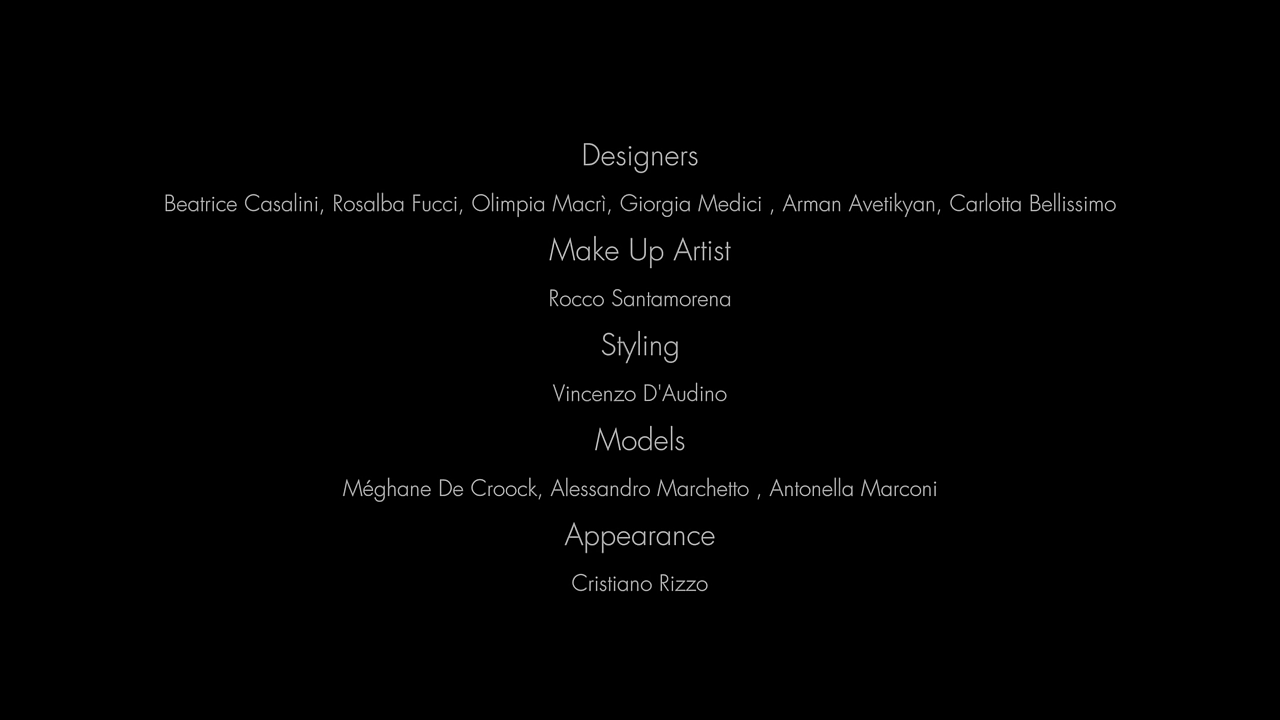 Designers
Beatrice Casalini, Rosalba Fucci, Olimpia Macrì, Giorgia Medici , Arman Avetikyan, Carlotta Bellissimo
Make Up Artist
Rocco Santamorena
Styling
Vincenzo D'Audino
Models
Méghane De Croock, Alessandro Marchetto , Antonella Marconi
Appearance
Cristiano Rizzo